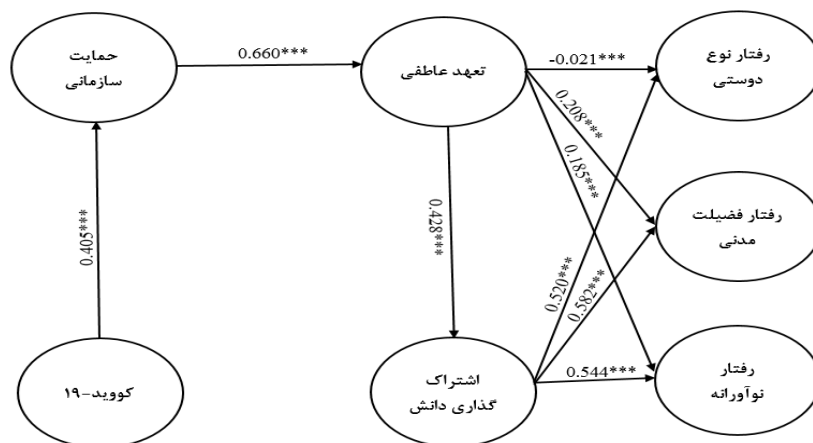 حمایت
سازمانی
0.660***
تعهد عاطفی
-0.021***
رفتار نوع
دوستی
0.208***
0.185***
0.405***
0.428***
رفتار فضیلت
مدنی
0.520***
0.582***
کووید-۱۹
اشتراک
گذاری دانش
0.544***
رفتار
نوآورانه